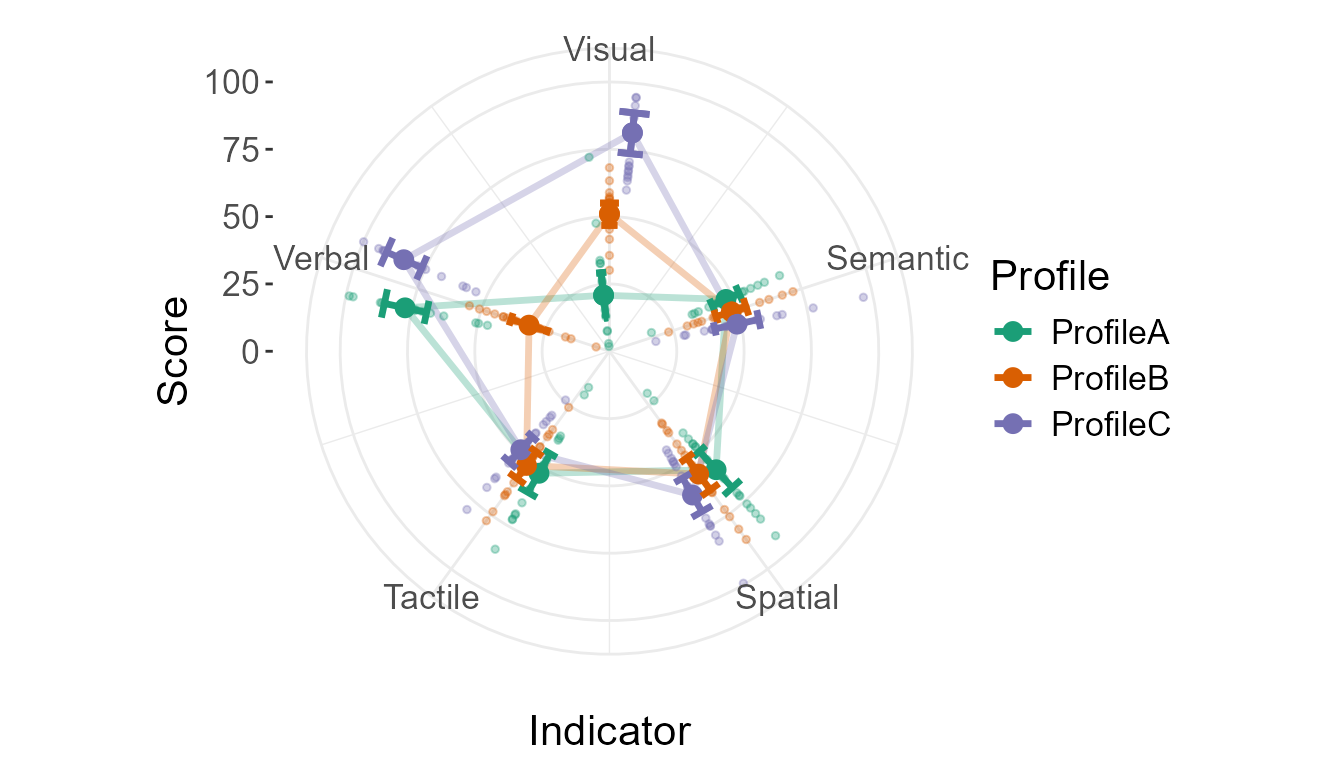 Visual
100
75
50
25
0
Verbal
Semantic
Tactile
Spatial
Score
Indicator
Profile
ProfileA
ProfileB
ProfileC